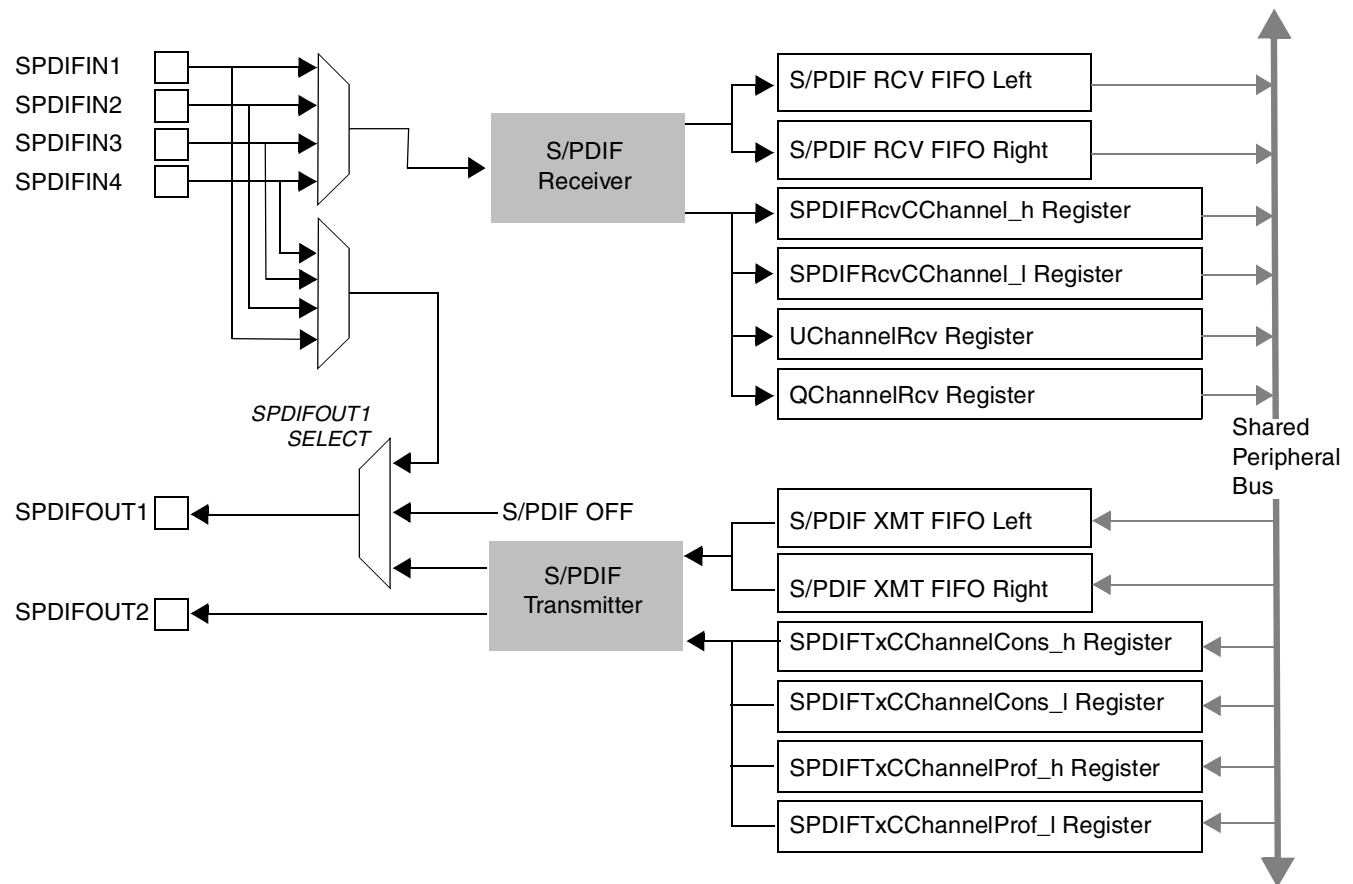 SPDIFIN1
SPDIFIN2
SPDIFIN3
SPDIFIN4
S/PDIF
Receiver
S/PDIF RCV FIFO Left
S/PDIF RCV FIFO Right
SPDIFRcvCChannel_h Register
SPDIFRcvCChannel_l Register
UChannelRcv Register
QChannelRcv Register
SPDIFOUT1
SELECT
Shared
Peripheral
Bus
SPDIFOUT1
S/PDIF OFF
SPDIFOUT2
S/PDIF
Transmitter
S/PDIF XMT FIFO Left
S/PDIF XMT FIFO Right
SPDIFTxCChannelCons_h Register
SPDIFTxCChannelCons_l Register
SPDIFTxCChannelProf_h Register
SPDIFTxCChannelProf_l Register